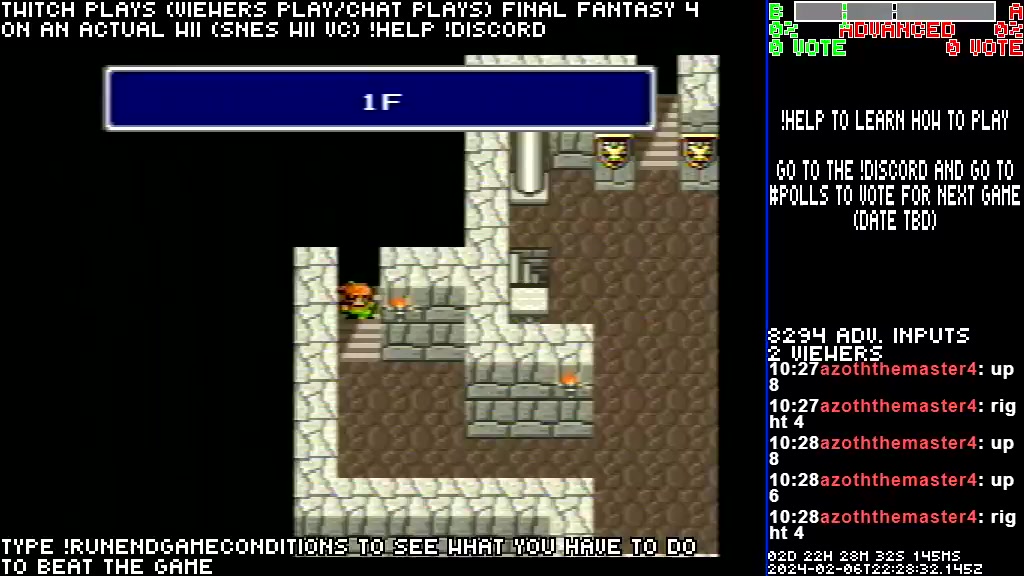 TWITCH PLAYS (VIEWERS PLAY/CHAT PLAYS) FINAL FANTASY 4
ON AN ACTUAL WII (SNES WII VC) !HELP !DISCORD
1F
TYPE !RUNENDGAMECONDITIONS TO SEE WHAT YOU HAVE TO DO
TO BEAT THE GAME
B A
0% ADVANCED 0%
0 VOTE 0 VOTE
!HELP TO LEARN HOW TO PLAY
GO TO THE !DISCORD AND GO TO
#POLLS TO VOTE FOR NEXT GAME
(DATE TBD)
8294 ADV. INPUTS
2 VIEWERS
10:27azoththemaster4: up
8
10:27azoththemaster4: rig
ht 4
10:28azoththemaster4: up
8
10:28azoththemaster4: up
6
10:28azoththemaster4: rig
ht 4
02D 22H 28M 32S 145MS
2024-02-06T22:28:32.145Z